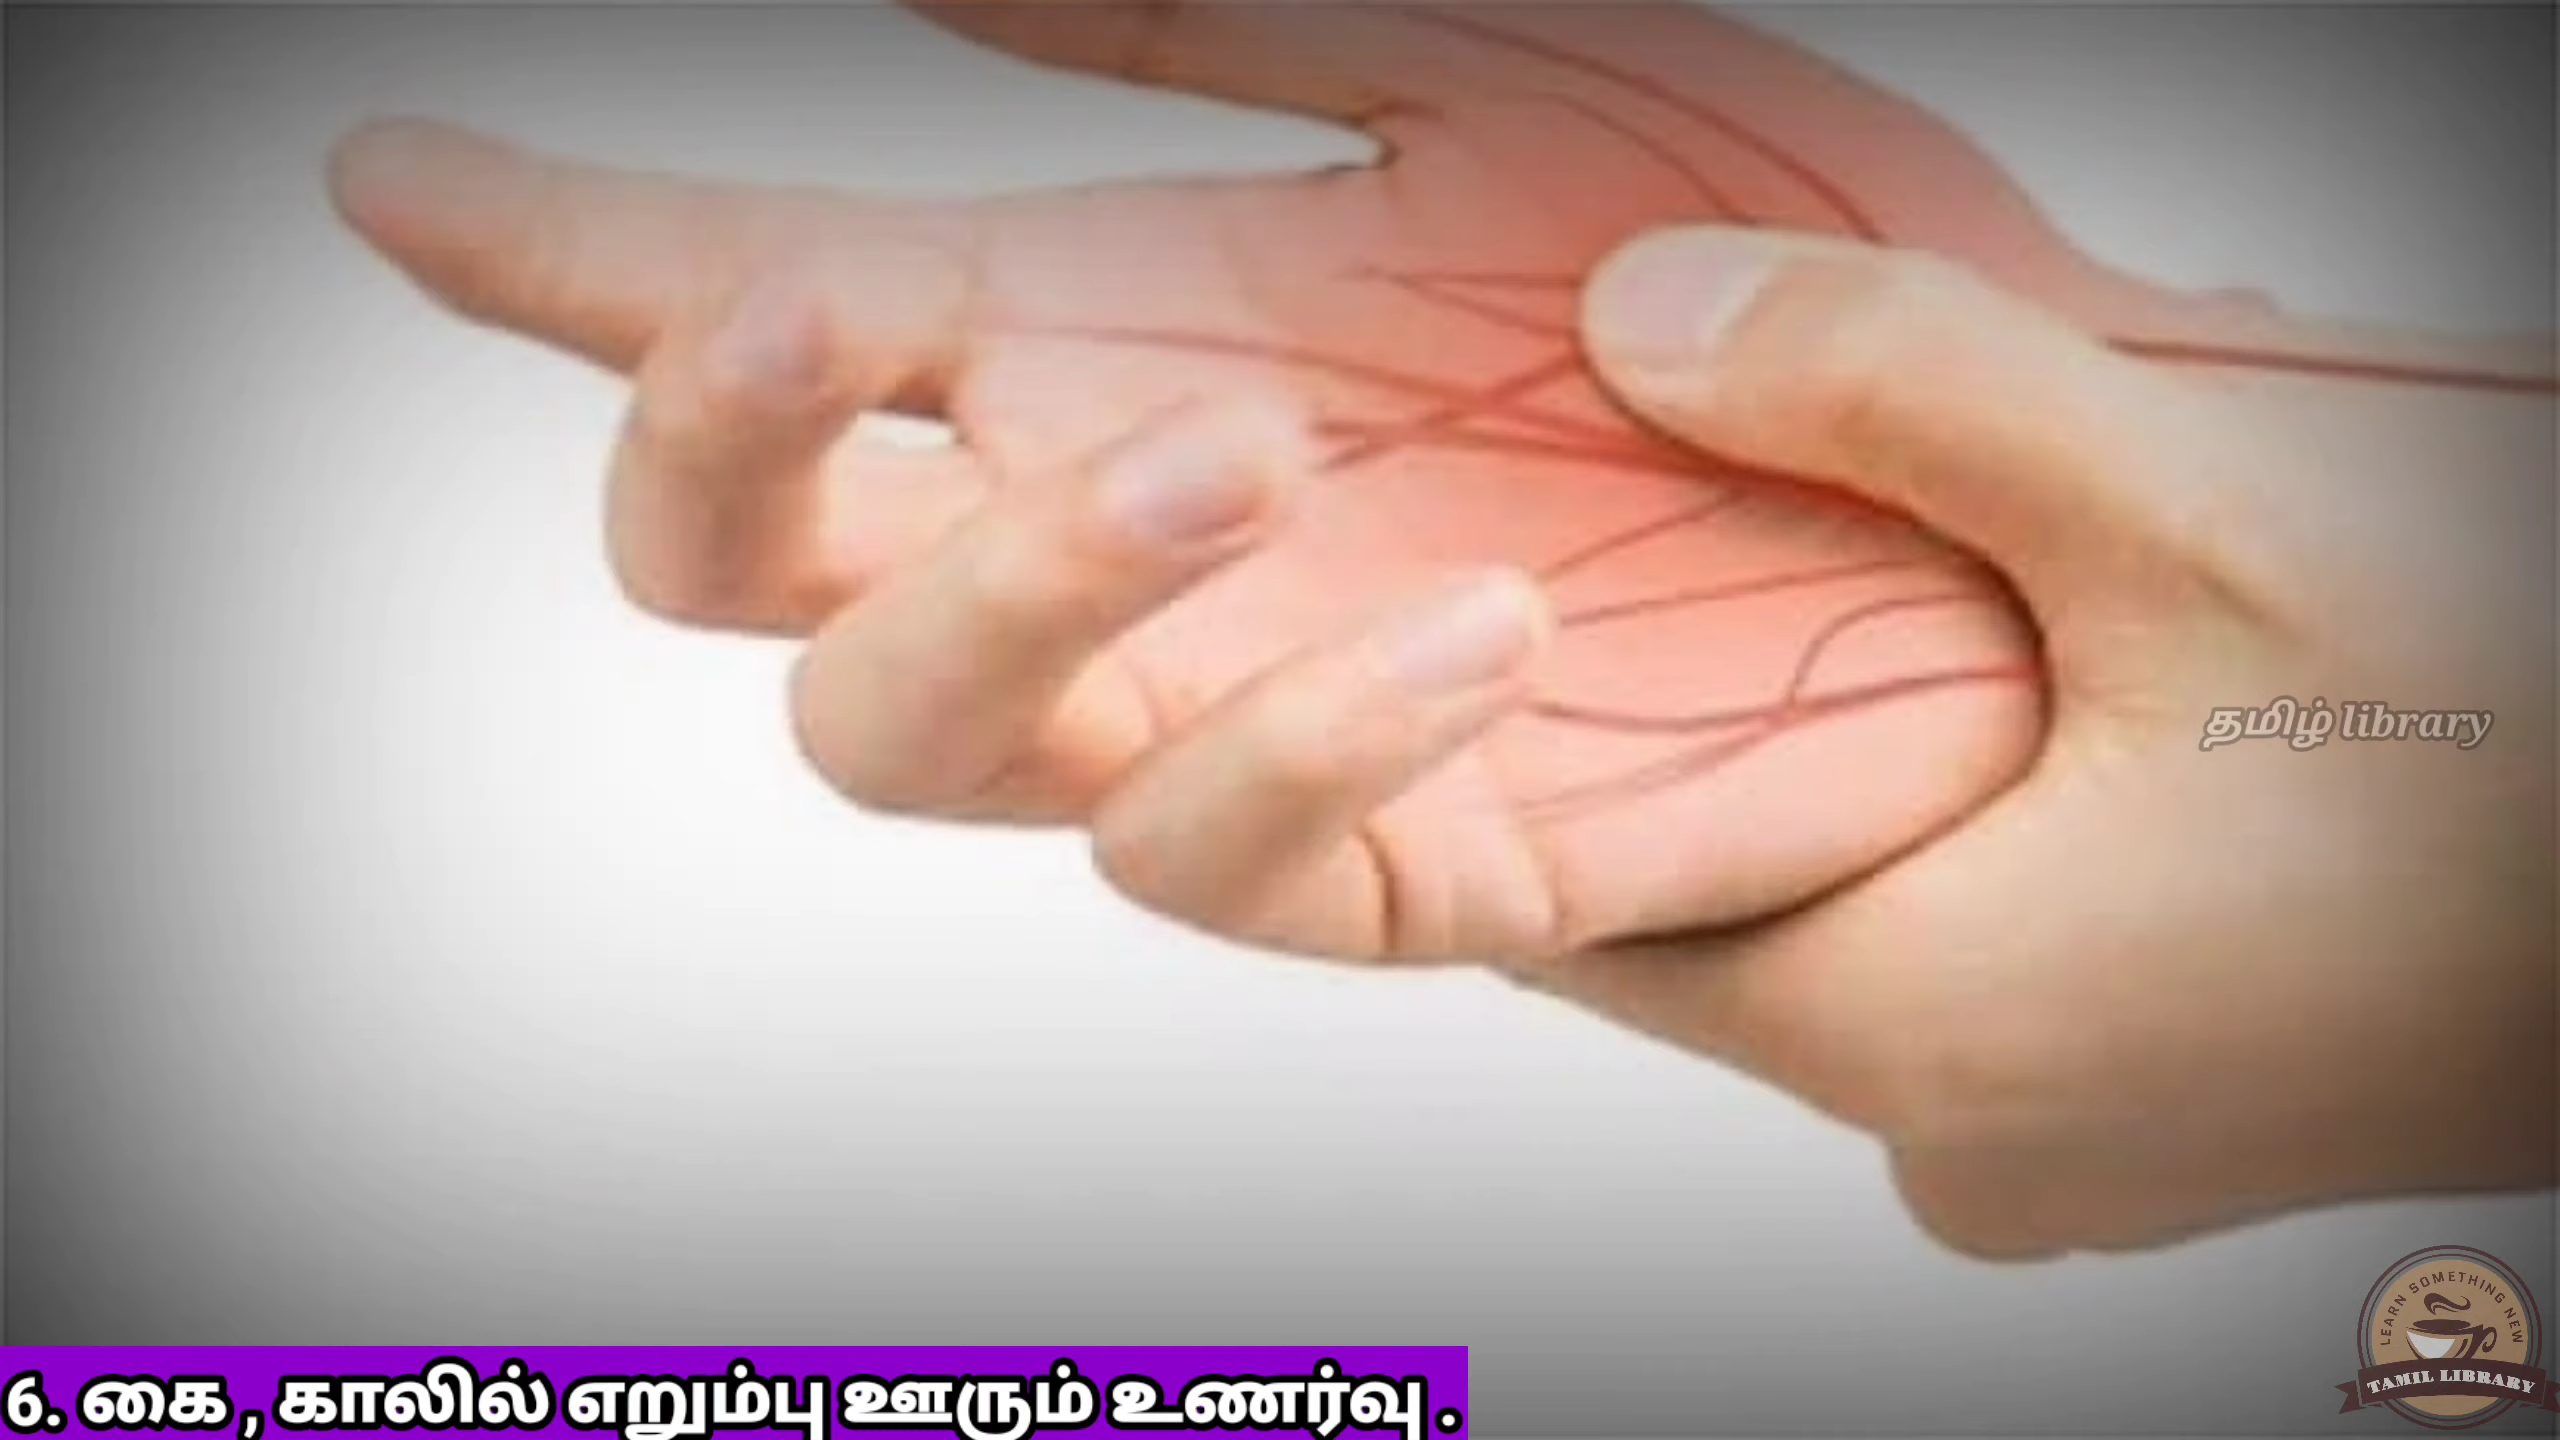 தமிழ் library
LEARN SOMETHING NEW
TAMIL LIBRARY
6. கை , காலில் எறும்பு ஊரும் உணர்வு .